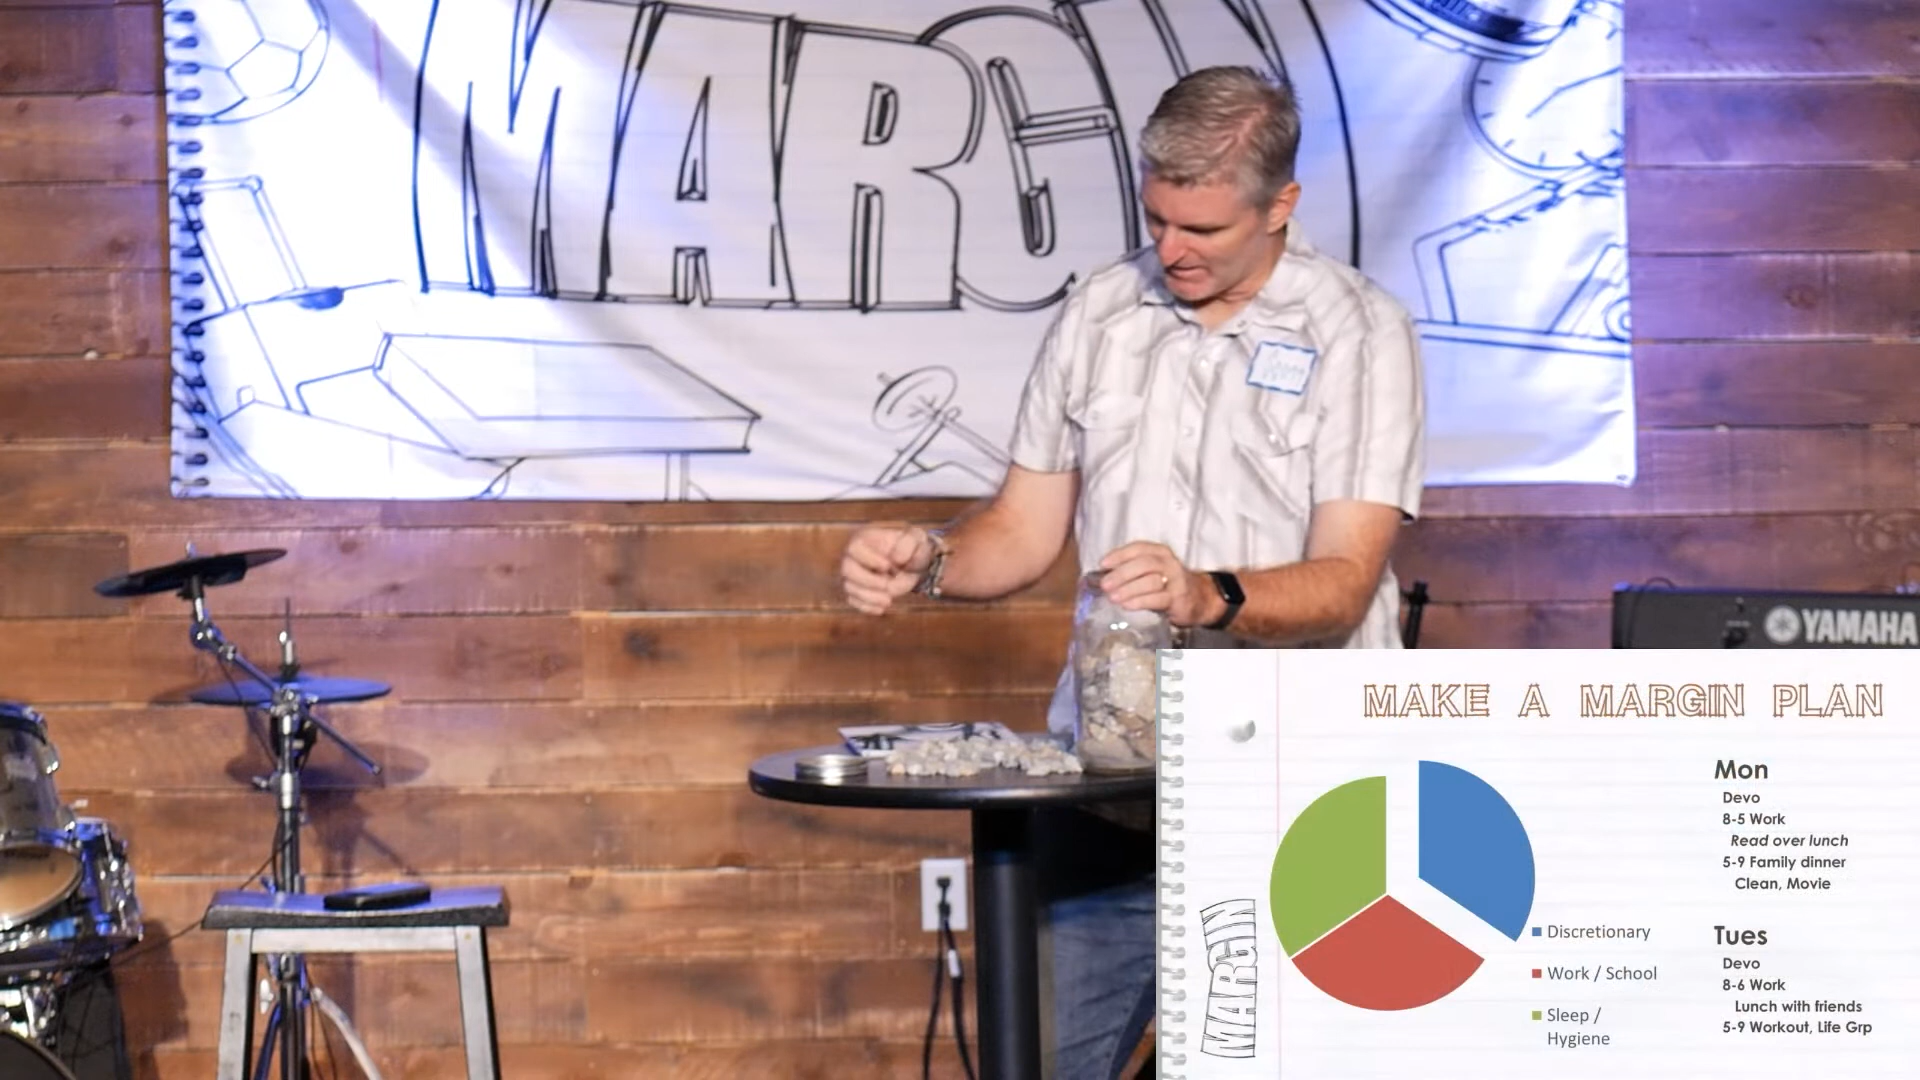 MARGIN
YAMAHA
MAKE A MARGIN PLAN
Mon
Devo
8-5 Work
Read over lunch
5-9 Family dinner
Clean, Movie
Discretionary
Work / School
Sleep /
Hygiene
Tues
Devo
8-6 Work
Lunch with friends
5-9 Workout, Life Grp
MARGIN